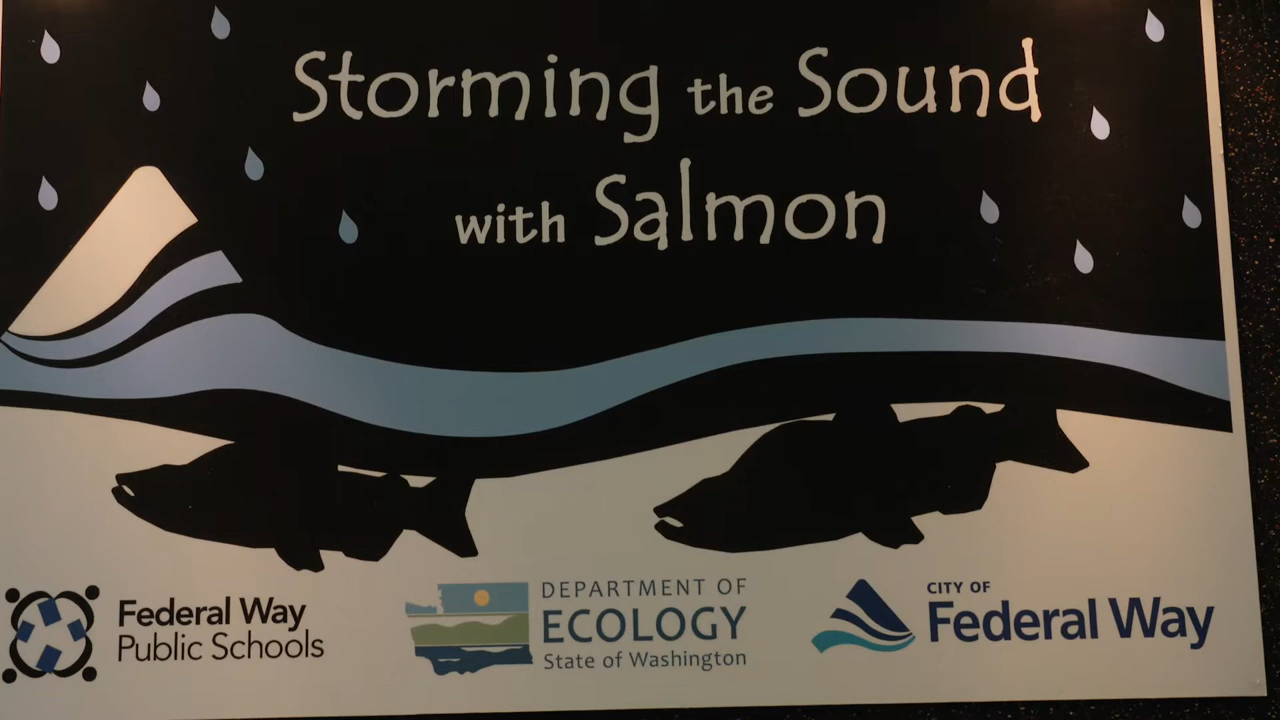 Storming the Sound
with Salmon
Federal Way
Public Schools
DEPARTMENT OF
ECOLOGY
State of Washington
CITY OF
Federal Way